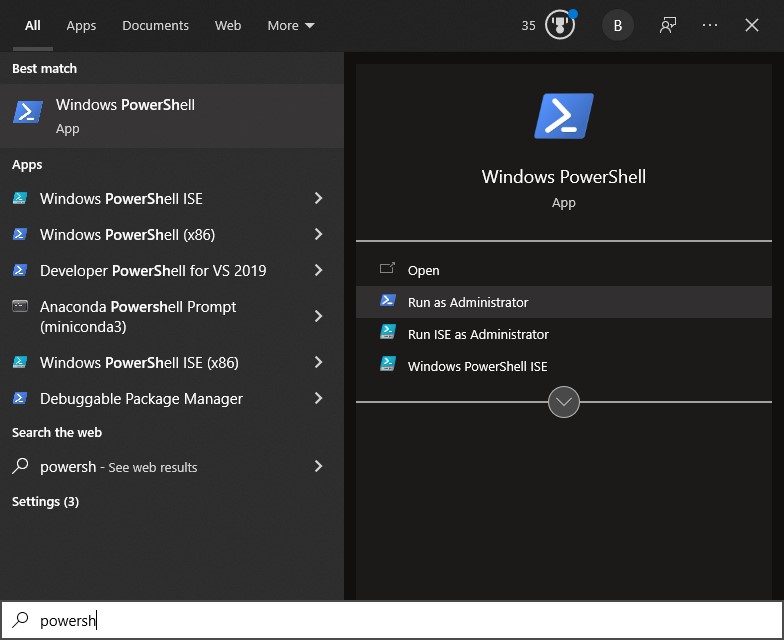 All Apps Documents Web More 35 B ...
Best match
Windows PowerShell
App
Apps
Windows PowerShell ISE
Windows PowerShell (x86)
Developer PowerShell for VS 2019
Anaconda Powershell Prompt
(miniconda3)
Windows PowerShell ISE (x86)
Debuggable Package Manager
Search the web
powersh - See web results
Settings (3)
Windows PowerShell
App
Open
Run as Administrator
Run ISE as Administrator
Windows PowerShell ISE
powersh